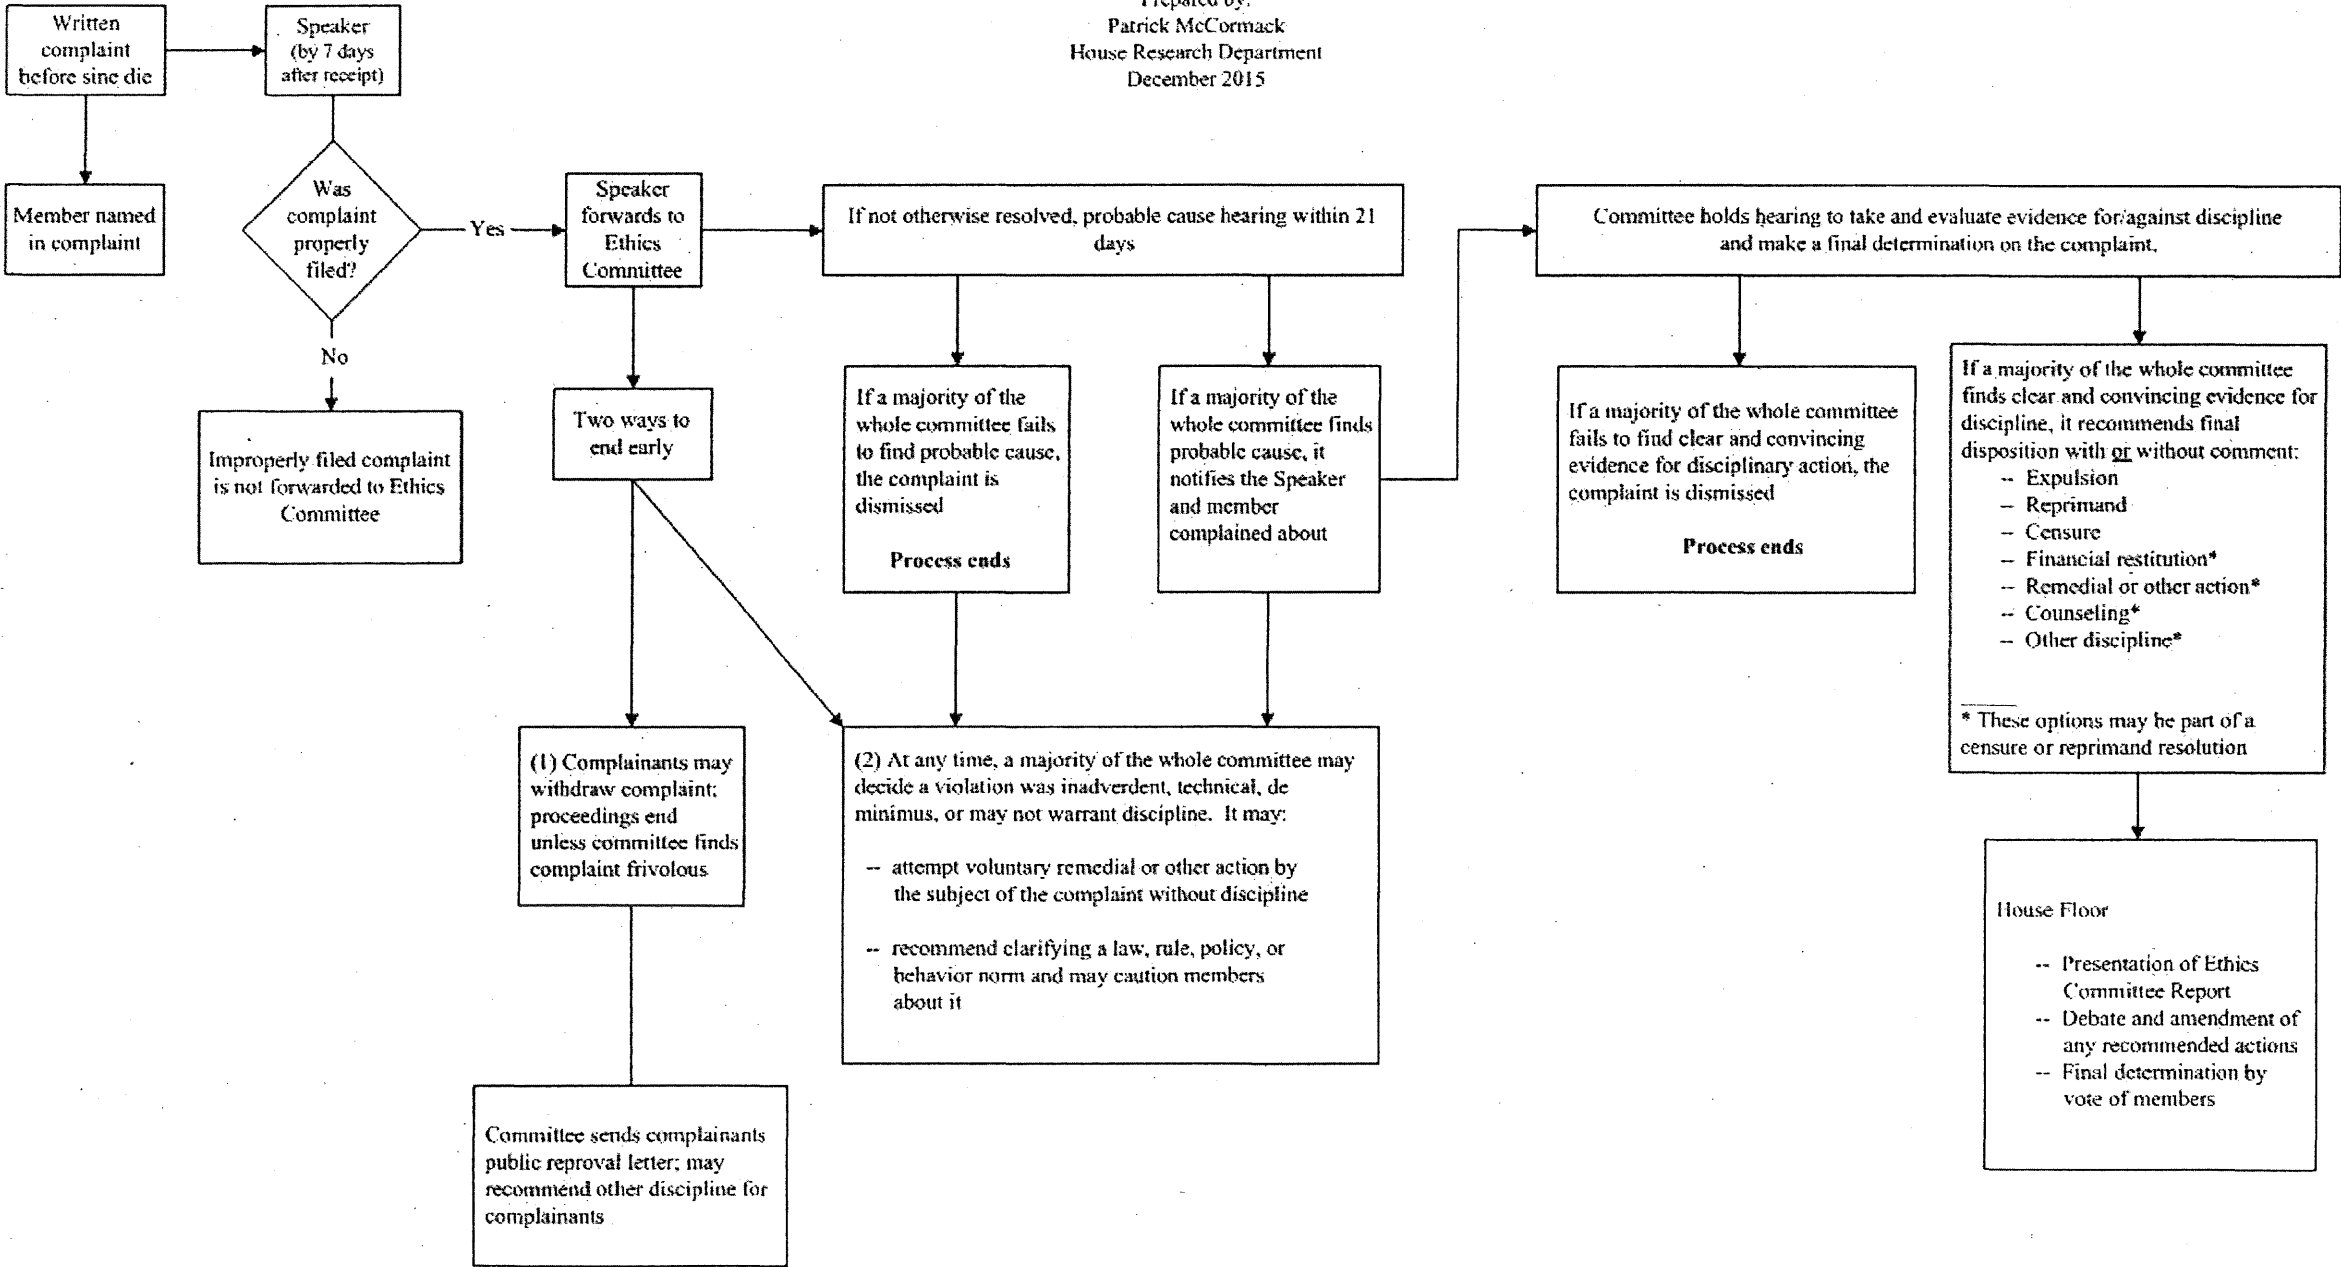 Prepared by:
Patrick McCormack
House Research Department
December 2015
Written
complaint
before sine die
Speaker
(by 7 days
after receipt)
Member named
in complaint
Was
complaint
properly
filed?
Yes
No
Improperly filed complaint
is not forwarded to Ethics
Committee
Speaker
forwards to
Ethics
Committee
Two ways to
end early
(1) Complainants may
withdraw complaint;
proceedings end
unless committee finds
complaint frivolous
Committee sends complainants
public reproval letter; may
recommend other discipline for
complainants
If not otherwise resolved, probable cause hearing within 21
days
If a majority of the
whole committee fails
to find probable cause,
the complaint is
dismissed
Process ends
If a majority of the
whole committee finds
probable cause, it
notifies the Speaker
and member
complained about
(2) At any time, a majority of the whole committee may
decide a violation was inadverdent, technical, de
minimus, or may not warrant discipline. It may:
-- attempt voluntary remedial or other action by
the subject of the complaint without discipline
-- recommend clarifying a law, rule, policy, or
behavior norm and may caution members
about it
Committee holds hearing to take and evaluate evidence for/against discipline
and make a final determination on the complaint.
If a majority of the whole committee
fails to find clear and convincing
evidence for disciplinary action, the
complaint is dismissed
Process ends
If a majority of the whole committee
finds clear and convincing evidence for
discipline, it recommends final
disposition with or without comment:
-- Expulsion
-- Reprimand
-- Censure
-- Financial restitution*
-- Remedial or other action*
-- Counseling*
-- Other discipline*
* These options may be part of a
censure or reprimand resolution
House Floor
-- Presentation of Ethics
Committee Report
-- Debate and amendment of
any recommended actions
-- Final determination by
vote of members